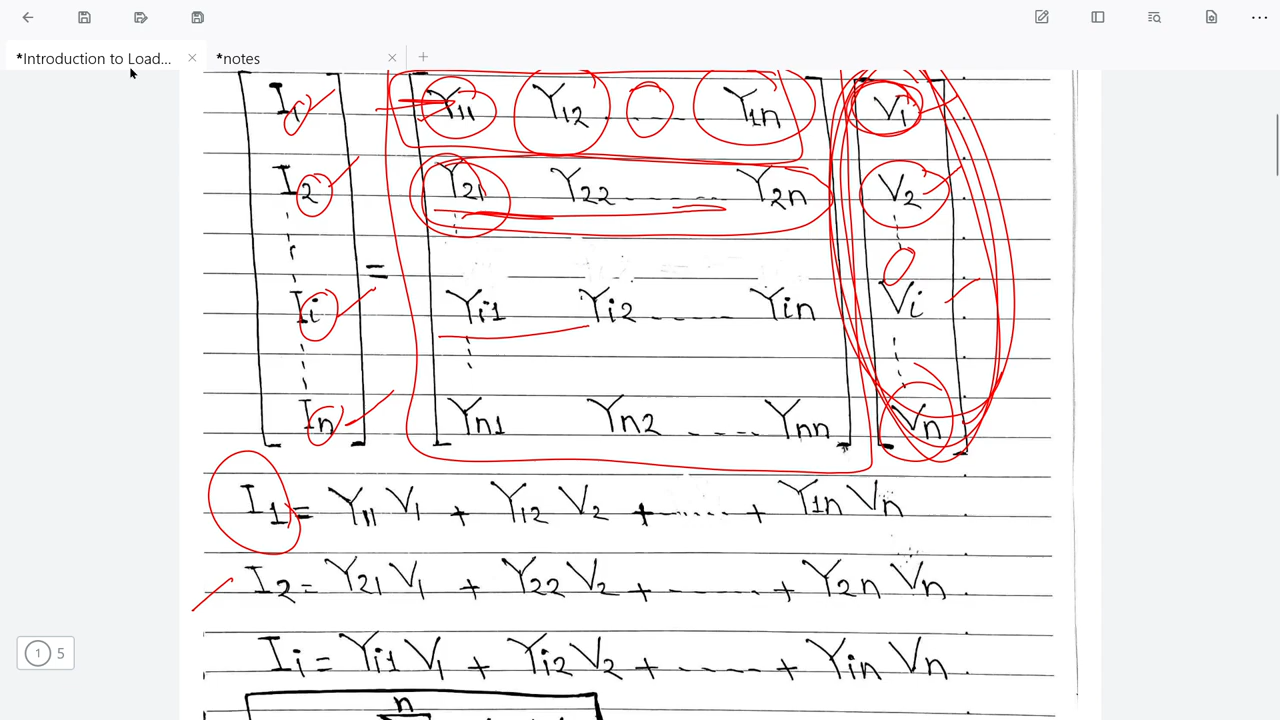 *Introduction to Load... *notes
I1 Y11 Y12 ...... Y1n V1
I2 Y21 Y22 ...... Y2n V2
=
Ii Yi1 Yi2 ...... Yin Vi
In Yn1 Yn2 .... Ynn Vn
I1 = Y11 V1 + Y12 V2 + ...... + Y1n Vn
I2 = Y21 V1 + Y22 V2 + ...... + Y2n Vn
Ii = Yi1 V1 + Yi2 V2 + ...... + Yin Vn
1 5
n